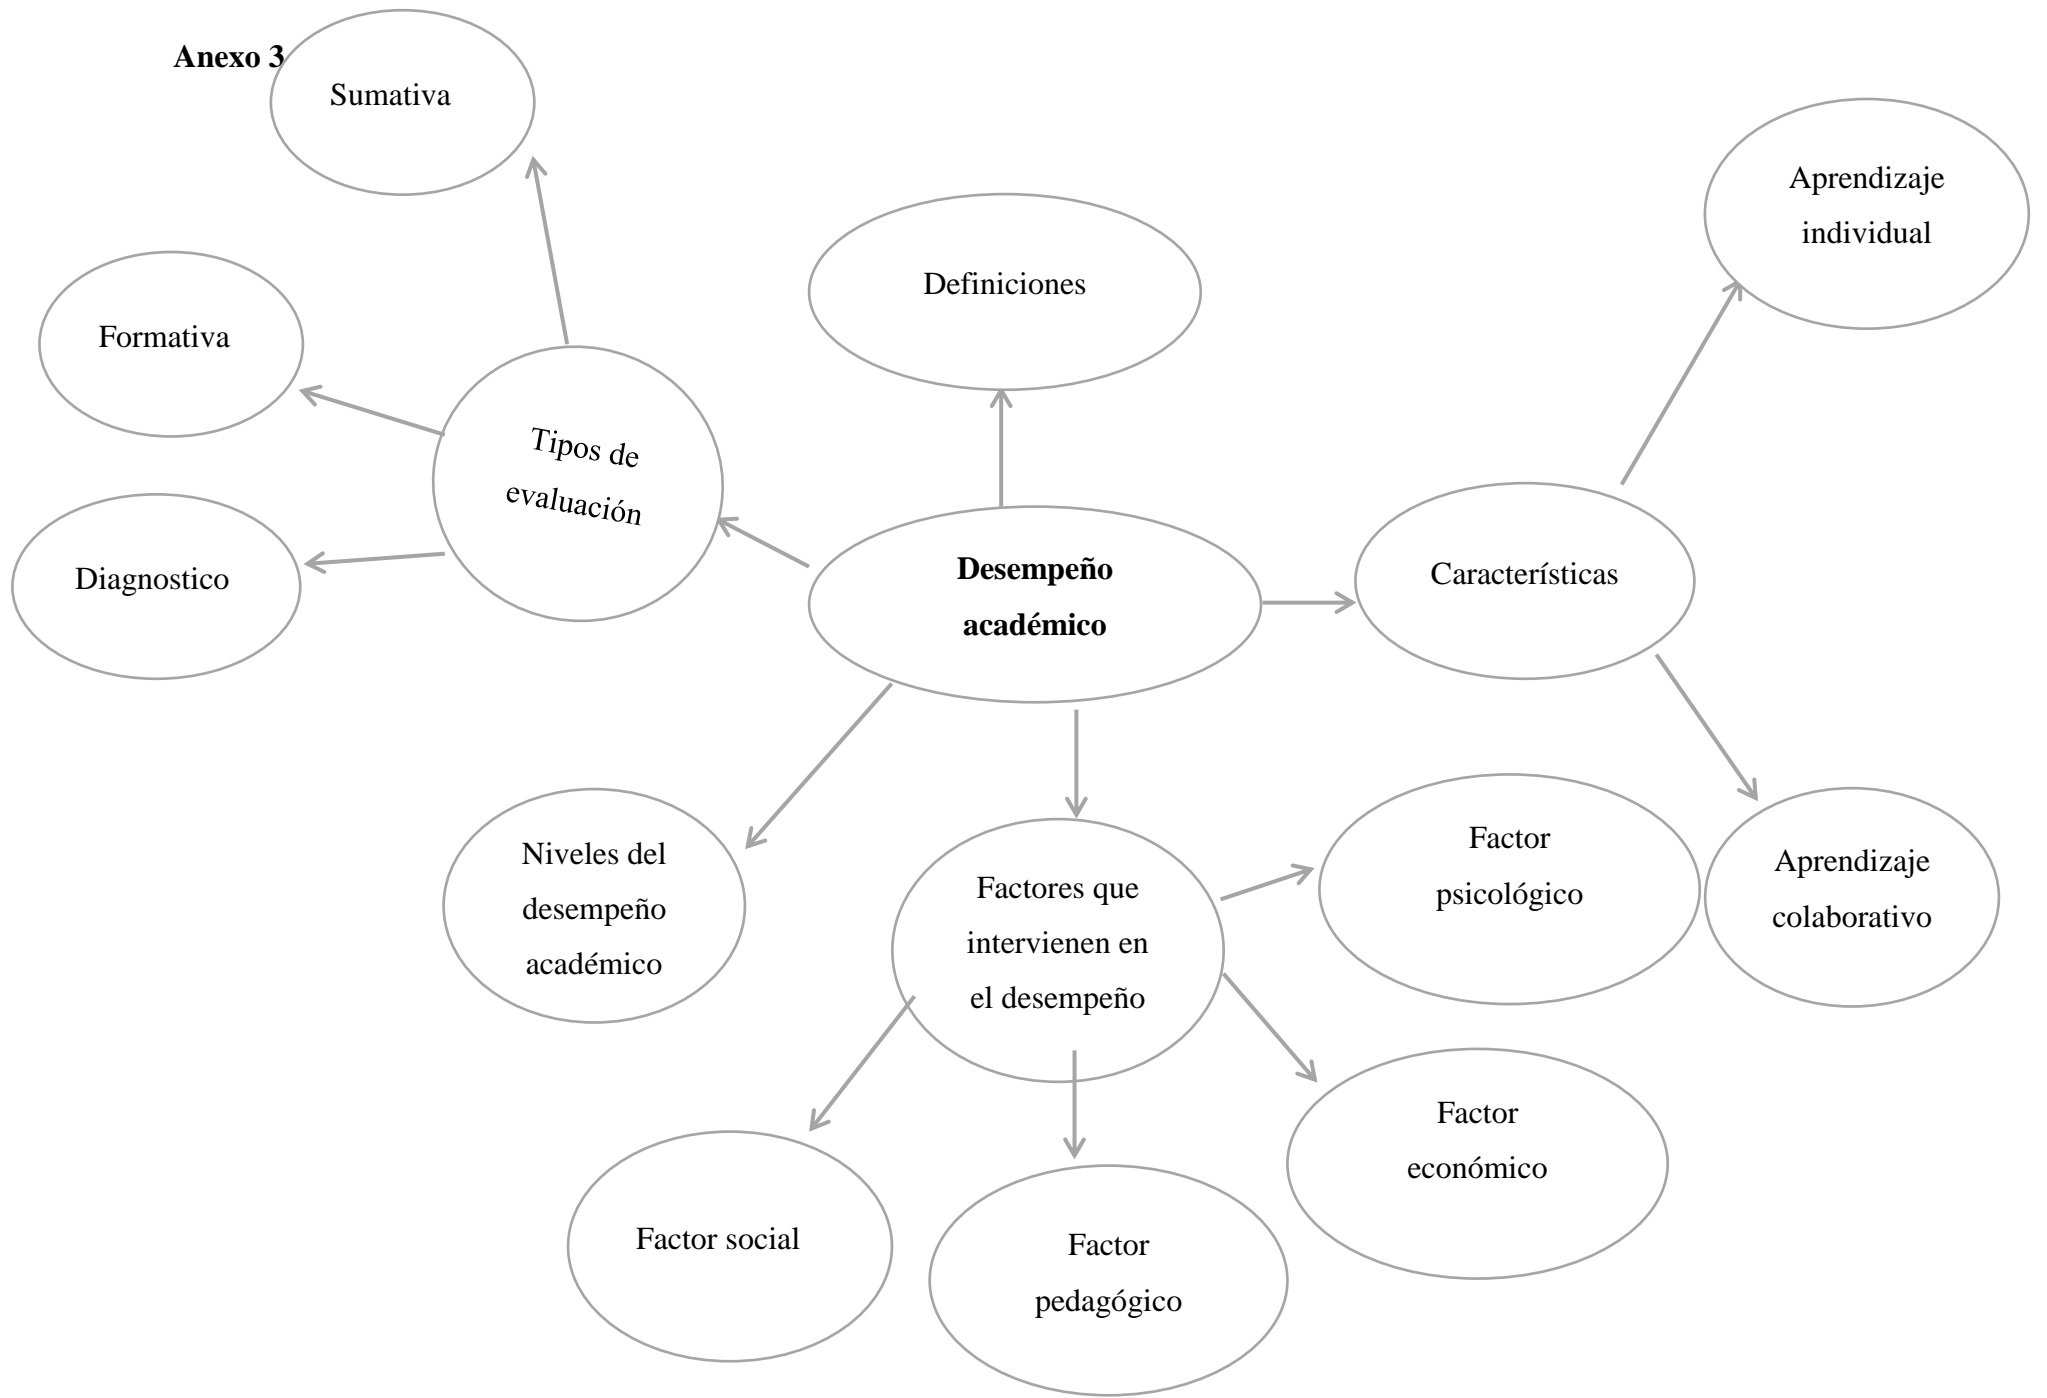 Anexo 3
Sumativa
Formativa
Diagnostico
Tipos de
evaluación
Definiciones
Desempeño
académico
Características
Aprendizaje
individual
Aprendizaje
colaborativo
Niveles del
desempeño
académico
Factores que
intervienen en
el desempeño
Factor
psicológico
Factor
económico
Factor social
Factor
pedagógico